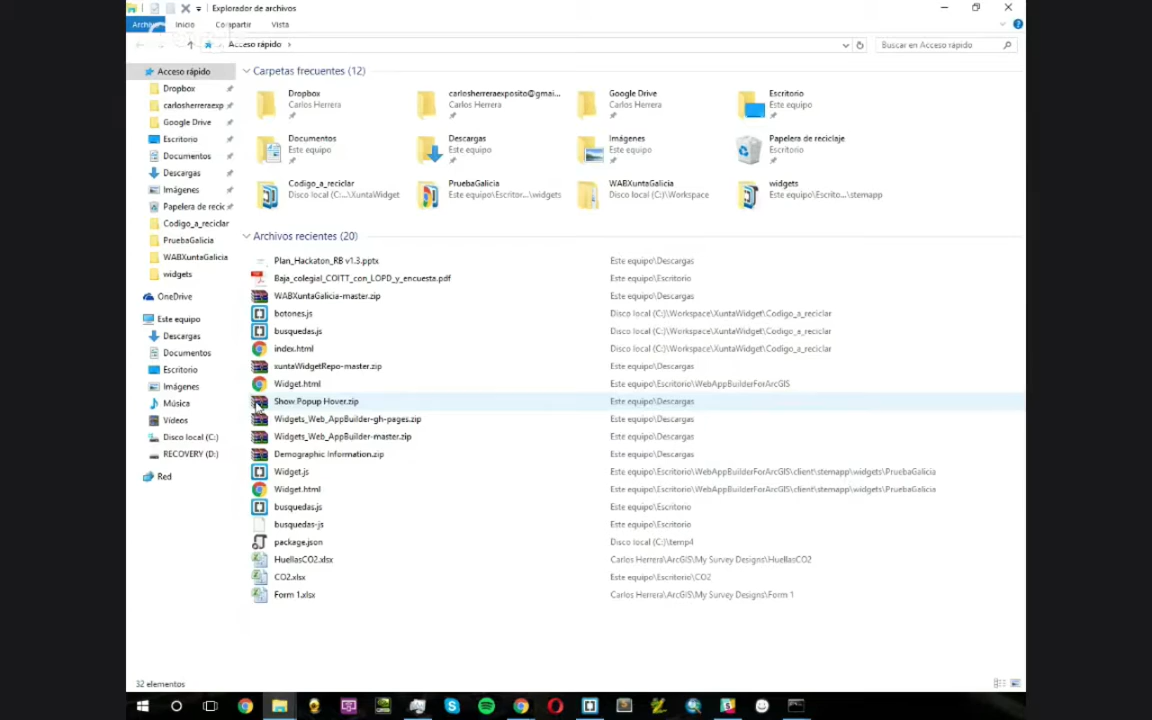 Explorador de archivos
Archivo Inicio Compartir Vista
Acceso rápido
Buscar en Acceso rápido
Acceso rápido
Dropbox
carlosherreraexp
Google Drive
Escritorio
Documentos
Descargas
Imágenes
Papelera de recic
Codigo_a_reciclar
PruebaGalicia
WABXuntaGalicia
widgets
OneDrive
Este equipo
Descargas
Documentos
Escritorio
Imágenes
Música
Vídeos
Disco local (C:)
RECOVERY (D:)
Red
Carpetas frecuentes (12)
Dropbox
Carlos Herrera
carlosherreraexposito@gmai...
Carlos Herrera
Google Drive
Carlos Herrera
Escritorio
Este equipo
Documentos
Este equipo
Descargas
Este equipo
Imágenes
Este equipo
Papelera de reciclaje
Escritorio
Codigo_a_reciclar
Disco local (C:\...\XuntaWidget
PruebaGalicia
Este equipo\Escritor...\widgets
WABXuntaGalicia
Disco local (C:)\Workspace
widgets
Este equipo\Escrito...\stemapp
Archivos recientes (20)
Plan_Hackaton_RB v1.3.pptx Este equipo\Descargas
Baja_colegial_COITT_con_LOPD_y_encuesta.pdf Este equipo\Escritorio
WABXuntaGalicia-master.zip Este equipo\Descargas
botones.js Disco local (C:)\Workspace\XuntaWidget\Codigo_a_reciclar
busquedas.js Disco local (C:)\Workspace\XuntaWidget\Codigo_a_reciclar
index.html Disco local (C:)\Workspace\XuntaWidget\Codigo_a_reciclar
xuntaWidgetRepo-master.zip Este equipo\Descargas
Widget.html Este equipo\Escritorio\WebAppBuilderForArcGIS
Show Popup Hover.zip Este equipo\Descargas
Widgets_Web_AppBuilder-gh-pages.zip Este equipo\Descargas
Widgets_Web_AppBuilder-master.zip Este equipo\Descargas
Demographic Information.zip Este equipo\Descargas
Widget.js Este equipo\Escritorio\WebAppBuilderForArcGIS\client\stemapp\widgets\PruebaGalicia
Widget.html Este equipo\Escritorio\WebAppBuilderForArcGIS\client\stemapp\widgets\PruebaGalicia
busquedas.js Este equipo\Escritorio
busquedas-js Este equipo\Escritorio
package.json Disco local (C:)\temp4
HuellasCO2.xlsx Carlos Herrera\ArcGIS\My Survey Designs\HuellasCO2
CO2.xlsx Este equipo\Escritorio\CO2
Form 1.xlsx Carlos Herrera\ArcGIS\My Survey Designs\Form 1
32 elementos